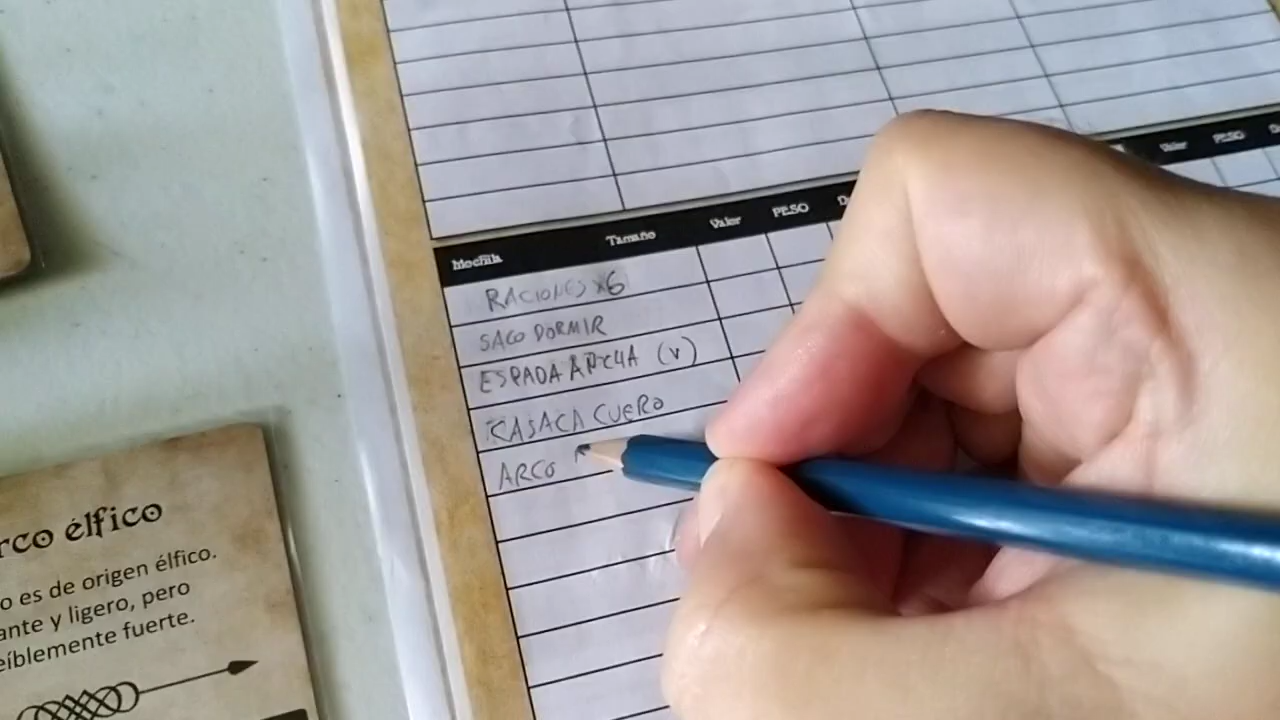 Mochila Tamaño Valor PESO
Valor PESO
RACIONES x6
SACO DORMIR
ESPADA ANCHA (V)
CASACA CUERO
ARCO
rco élfico
o es de origen élfico.
ante y ligero, pero
eíblemente fuerte.